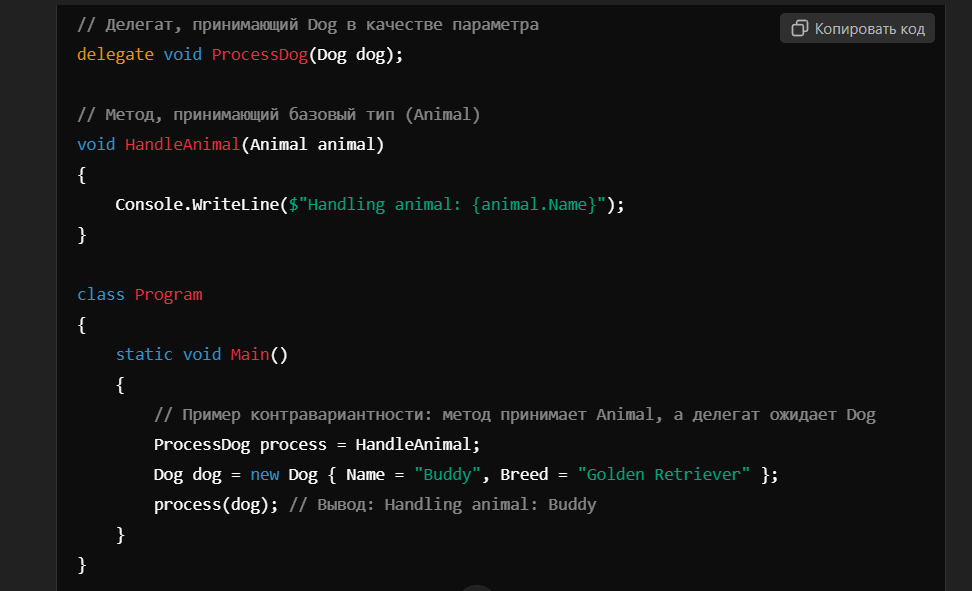 // Делегат, принимающий Dog в качестве параметра
Копировать код
delegate void ProcessDog(Dog dog);
// Метод, принимающий базовый тип (Animal)
void HandleAnimal(Animal animal)
{
    Console.WriteLine($"Handling animal: {animal.Name}");
}
class Program
{
    static void Main()
    {
        // Пример контравариантности: метод принимает Animal, а делегат ожидает Dog
        ProcessDog process = HandleAnimal;
        Dog dog = new Dog { Name = "Buddy", Breed = "Golden Retriever" };
        process(dog); // Вывод: Handling animal: Buddy
    }
}